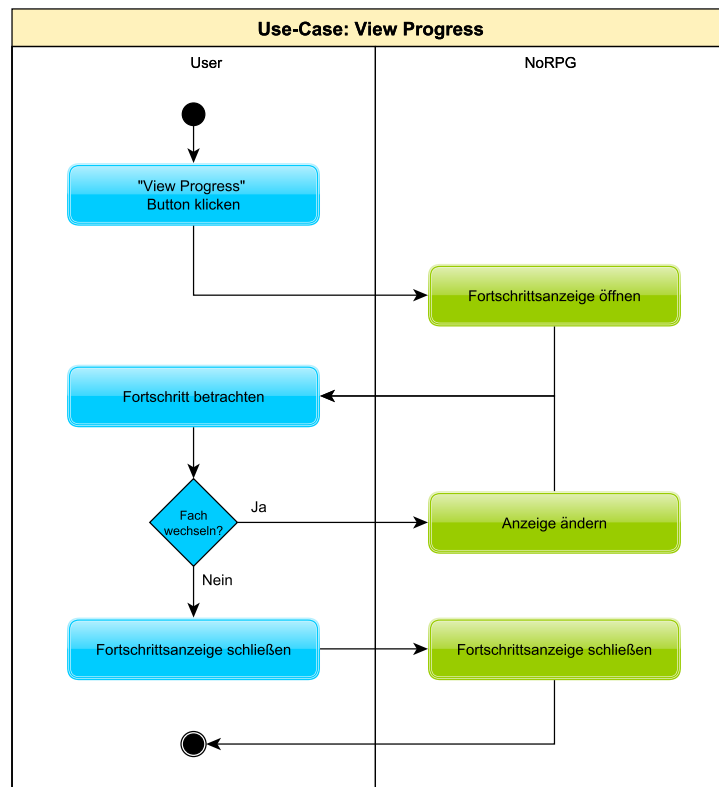 Use-Case: View Progress
User
NoRPG
"View Progress"
Button klicken
Fortschrittsanzeige öffnen
Fortschritt betrachten
Fach
wechseln?
Ja
Anzeige ändern
Nein
Fortschrittsanzeige schließen
Fortschrittsanzeige schließen